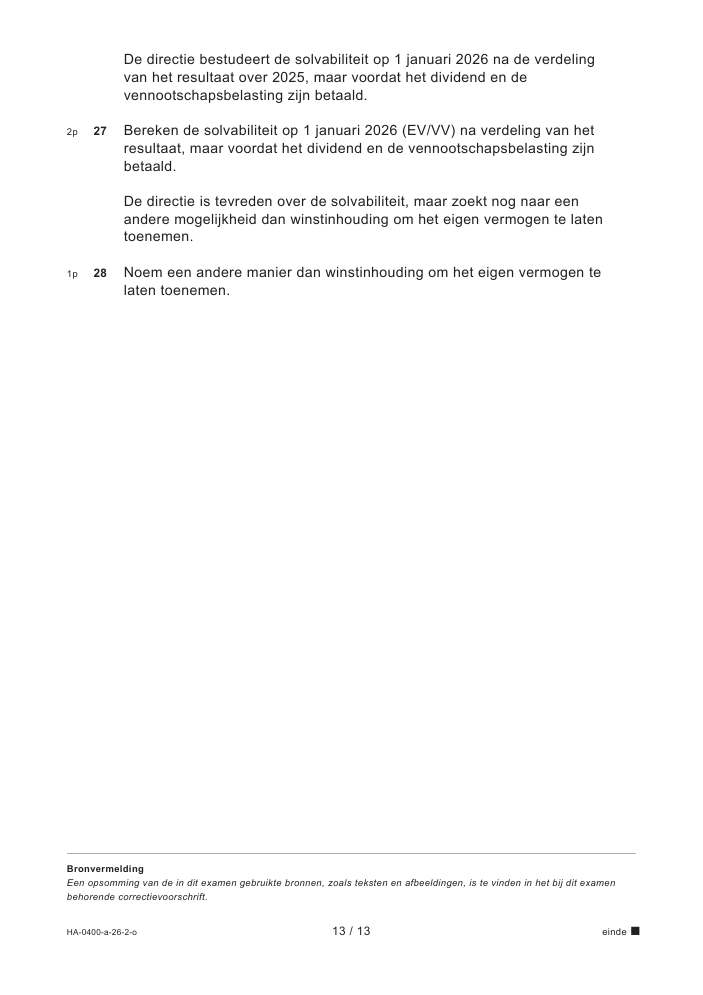 De directie bestudeert de solvabiliteit op 1 januari 2026 na de verdeling
van het resultaat over 2025, maar voordat het dividend en de
vennootschapsbelasting zijn betaald.
2p 27 Bereken de solvabiliteit op 1 januari 2026 (EV/VV) na verdeling van het
resultaat, maar voordat het dividend en de vennootschapsbelasting zijn
betaald.
De directie is tevreden over de solvabiliteit, maar zoekt nog naar een
andere mogelijkheid dan winstinhouding om het eigen vermogen te laten
toenemen.
1p 28 Noem een andere manier dan winstinhouding om het eigen vermogen te
laten toenemen.
Bronvermelding
Een opsomming van de in dit examen gebruikte bronnen, zoals teksten en afbeeldingen, is te vinden in het bij dit examen
behorende correctievoorschrift.
HA-0400-a-26-2-o 13 / 13 einde ■